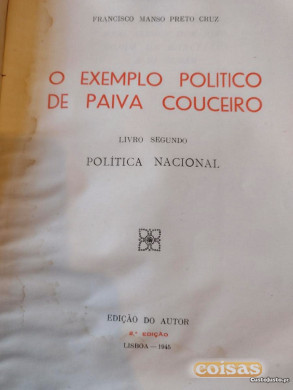 FRANCISCO MANSO PRETO CRUZ
O EXEMPLO POLITICO
DE PAIVA COUCEIRO
LIVRO SEGUNDO
POLÍTICA NACIONAL
EDIÇÃO DO AUTOR
4.ª EDIÇÃO
LISBOA — 1945
coisas